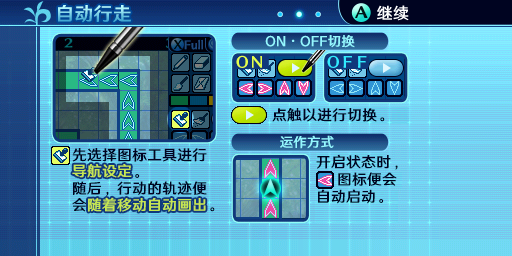 自动行走
A 继续
2
3
XFull
先选择图标工具进行
导航设定。
随后，行动的轨迹便
会随着移动自动画出。
ON・OFF切换
ON
OFF
点触以进行切换。
运作方式
开启状态时，
图标便会
自动启动。